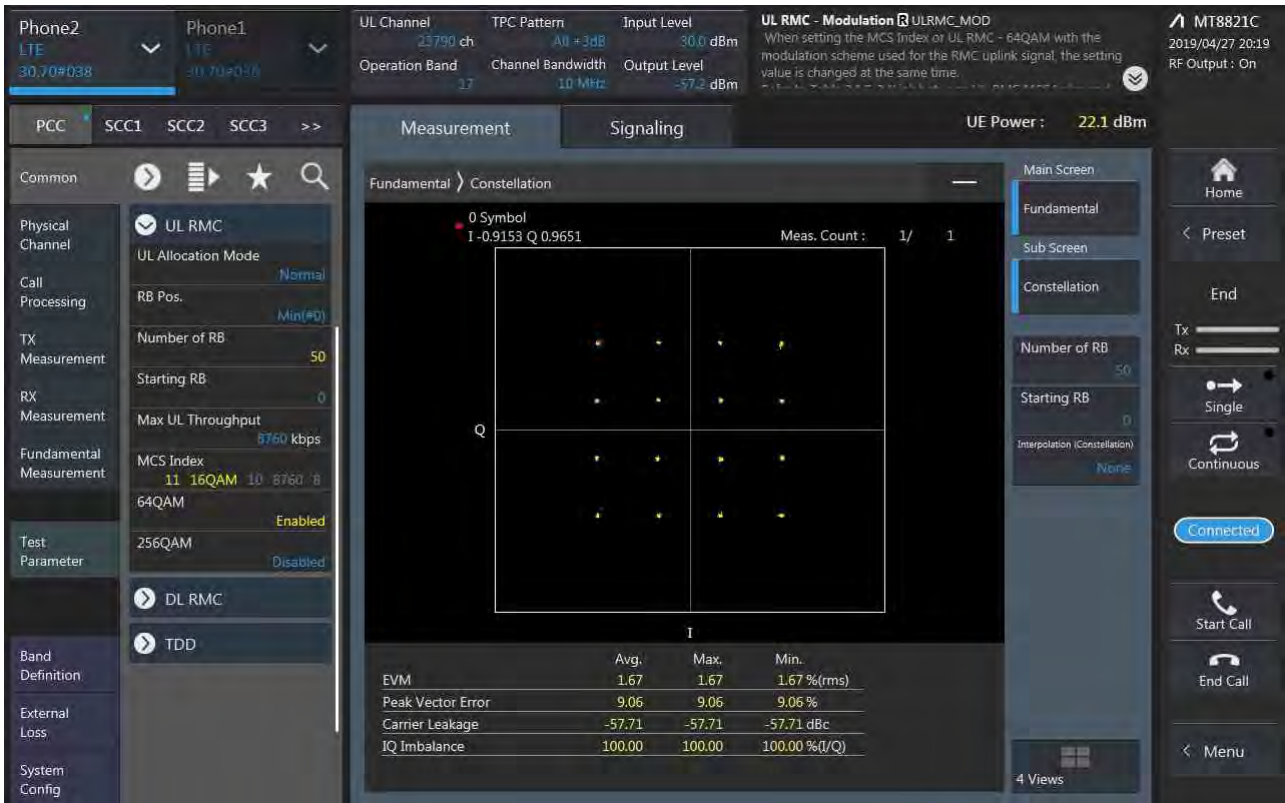 Phone2
LTE
30.70#038
Phone1
LTE
30.70#038
UL Channel
23790 ch
TPC Pattern
All +3dB
Input Level
30.0 dBm
Operation Band
17
Channel Bandwidth
10 MHz
Output Level
-57.2 dBm
UL RMC - Modulation R ULRMC_MOD
When setting the MCS Index or UL RMC - 64QAM with the
modulation scheme used for the RMC uplink signal, the setting
value is changed at the same time.
MT8821C
2019/04/27 20:19
RF Output : On
PCC SCC1 SCC2 SCC3 >>
Measurement
Signaling
UE Power : 22.1 dBm
Common
Physical
Channel
Call
Processing
TX
Measurement
RX
Measurement
Fundamental
Measurement
Test
Parameter
Band
Definition
External
Loss
System
Config
UL RMC
UL Allocation Mode
Normal
RB Pos.
Min(#0)
Number of RB
50
Starting RB
0
Max UL Throughput
8760 kbps
MCS Index
11 16QAM 10 8760 8
64QAM
Enabled
256QAM
Disabled
DL RMC
TDD
Fundamental ⟩ Constellation
0 Symbol
I -0.9153 Q 0.9651
Meas. Count : 1/ 1
Q
I
Avg. Max. Min.
EVM 1.67 1.67 1.67 %(rms)
Peak Vector Error 9.06 9.06 9.06 %
Carrier Leakage -57.71 -57.71 -57.71 dBc
IQ Imbalance 100.00 100.00 100.00 %(I/Q)
Main Screen
Fundamental
Sub Screen
Constellation
Number of RB
50
Starting RB
0
Interpolation (Constellation)
None
4 Views
Home
< Preset
End
Tx
Rx
Single
Continuous
Connected
Start Call
End Call
< Menu